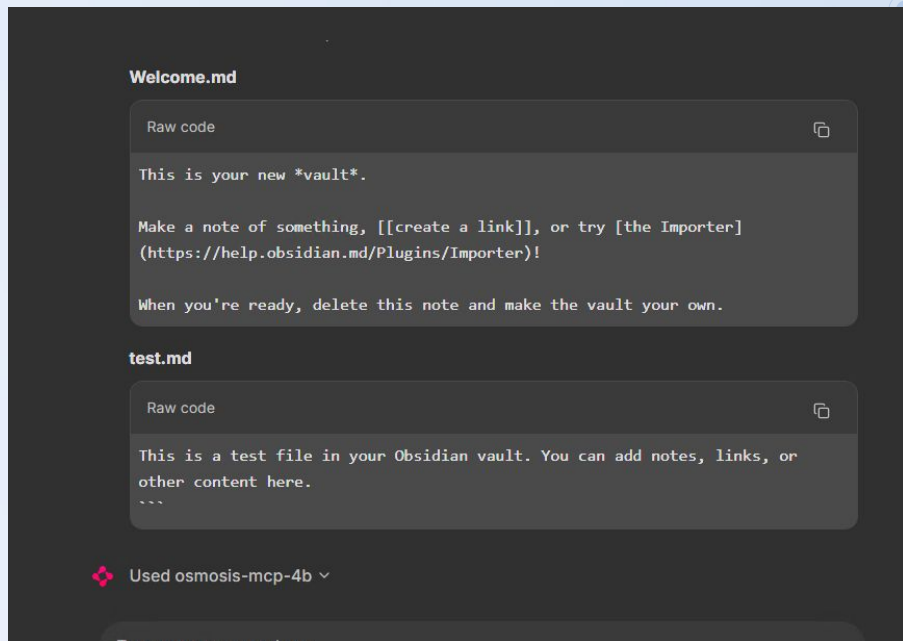 Welcome.md
Raw code
This is your new *vault*.
Make a note of something, [[create a link]], or try [the Importer]
(https://help.obsidian.md/Plugins/Importer)!
When you're ready, delete this note and make the vault your own.
test.md
Raw code
This is a test file in your Obsidian vault. You can add notes, links, or
other content here.
```
Used osmosis-mcp-4b